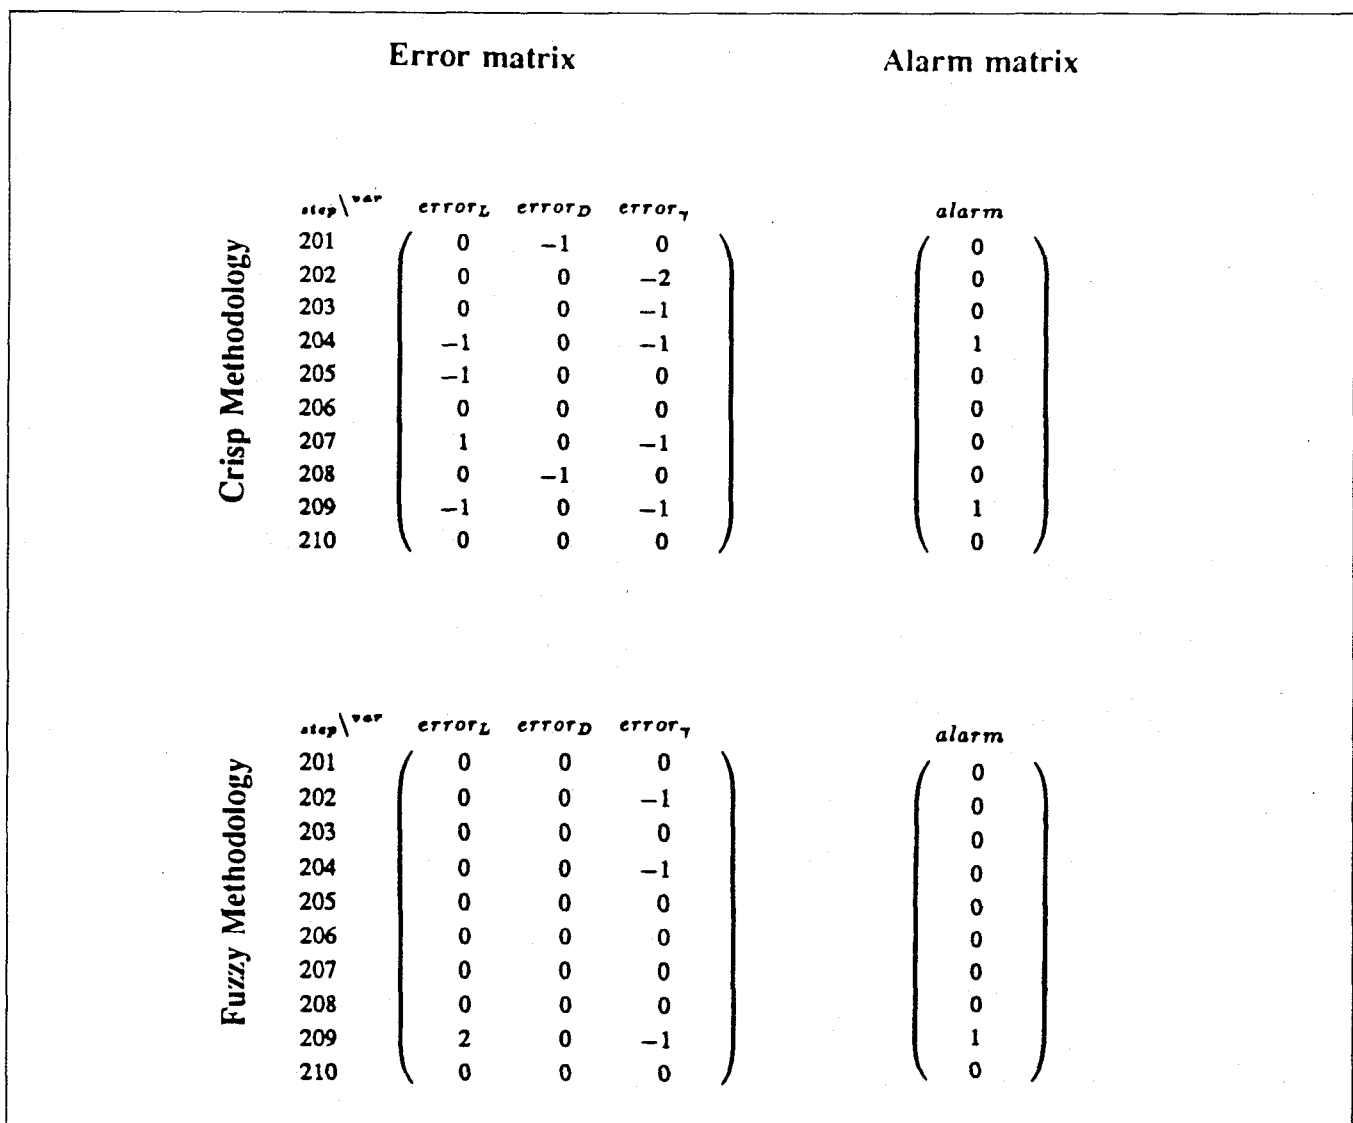 Error matrix Alarm matrix
Crisp Methodology
step\var error_L error_D error_γ alarm
201 0 −1 0 0
202 0 0 −2 0
203 0 0 −1 0
204 −1 0 −1 1
205 −1 0 0 0
206 0 0 0 0
207 1 0 −1 0
208 0 −1 0 0
209 −1 0 −1 1
210 0 0 0 0
Fuzzy Methodology
step\var error_L error_D error_γ alarm
201 0 0 0 0
202 0 0 −1 0
203 0 0 0 0
204 0 0 −1 0
205 0 0 0 0
206 0 0 0 0
207 0 0 0 0
208 0 0 0 0
209 2 0 −1 1
210 0 0 0 0